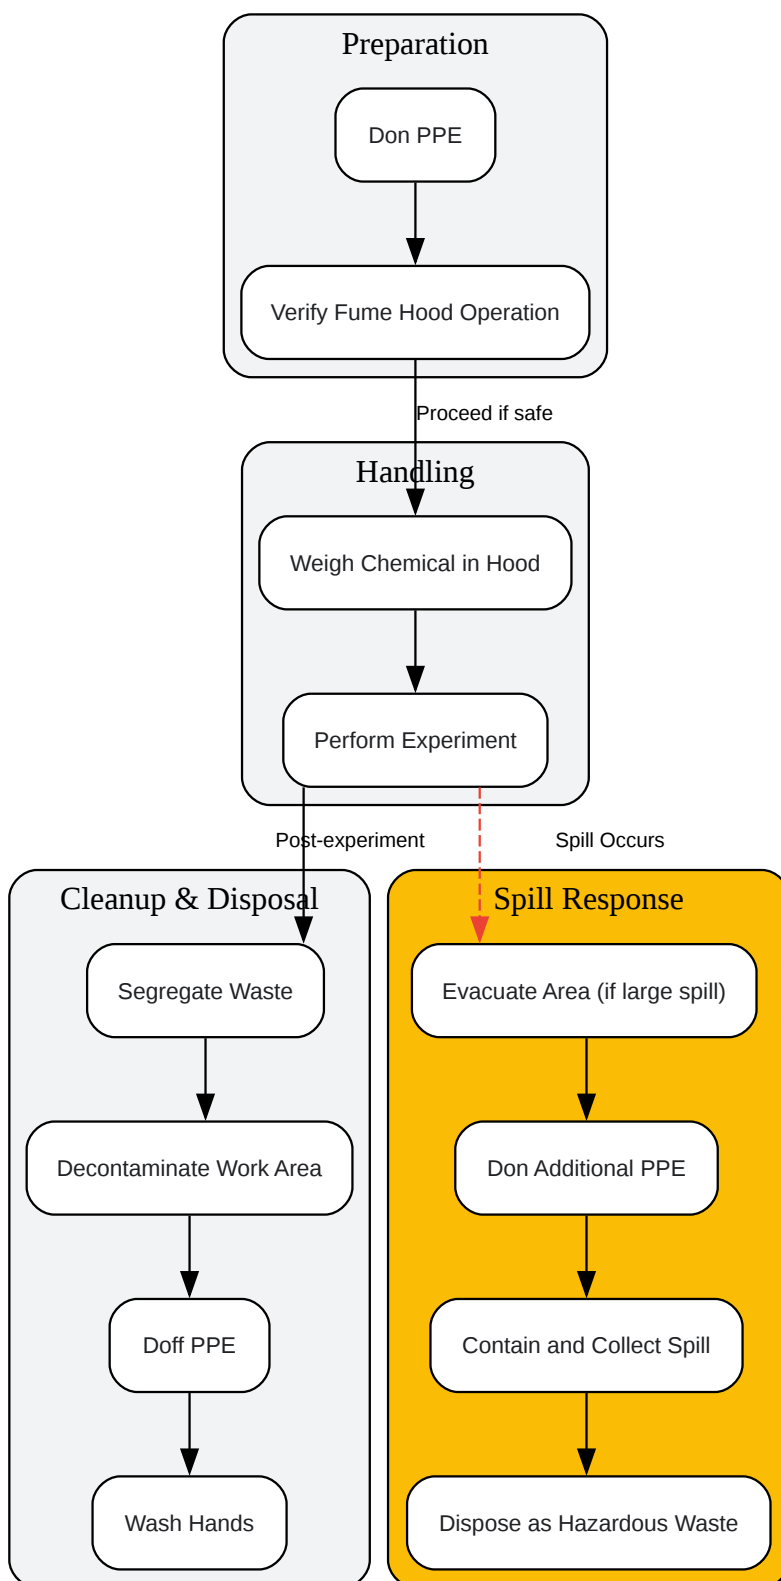 Preparation
Don PPE
Verify Fume Hood Operation
Proceed if safe
Handling
Weigh Chemical in Hood
Perform Experiment
Post-experiment
Spill Occurs
Cleanup & Disposal
Segregate Waste
Decontaminate Work Area
Doff PPE
Wash Hands
Spill Response
Evacuate Area (if large spill)
Don Additional PPE
Contain and Collect Spill
Dispose as Hazardous Waste